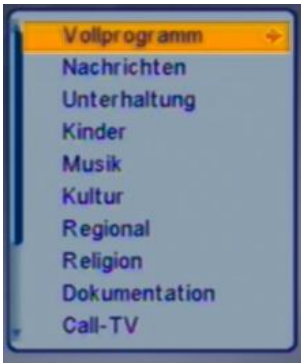 Vollprogramm
Nachrichten
Unterhaltung
Kinder
Musik
Kultur
Regional
Religion
Dokumentation
Call-TV